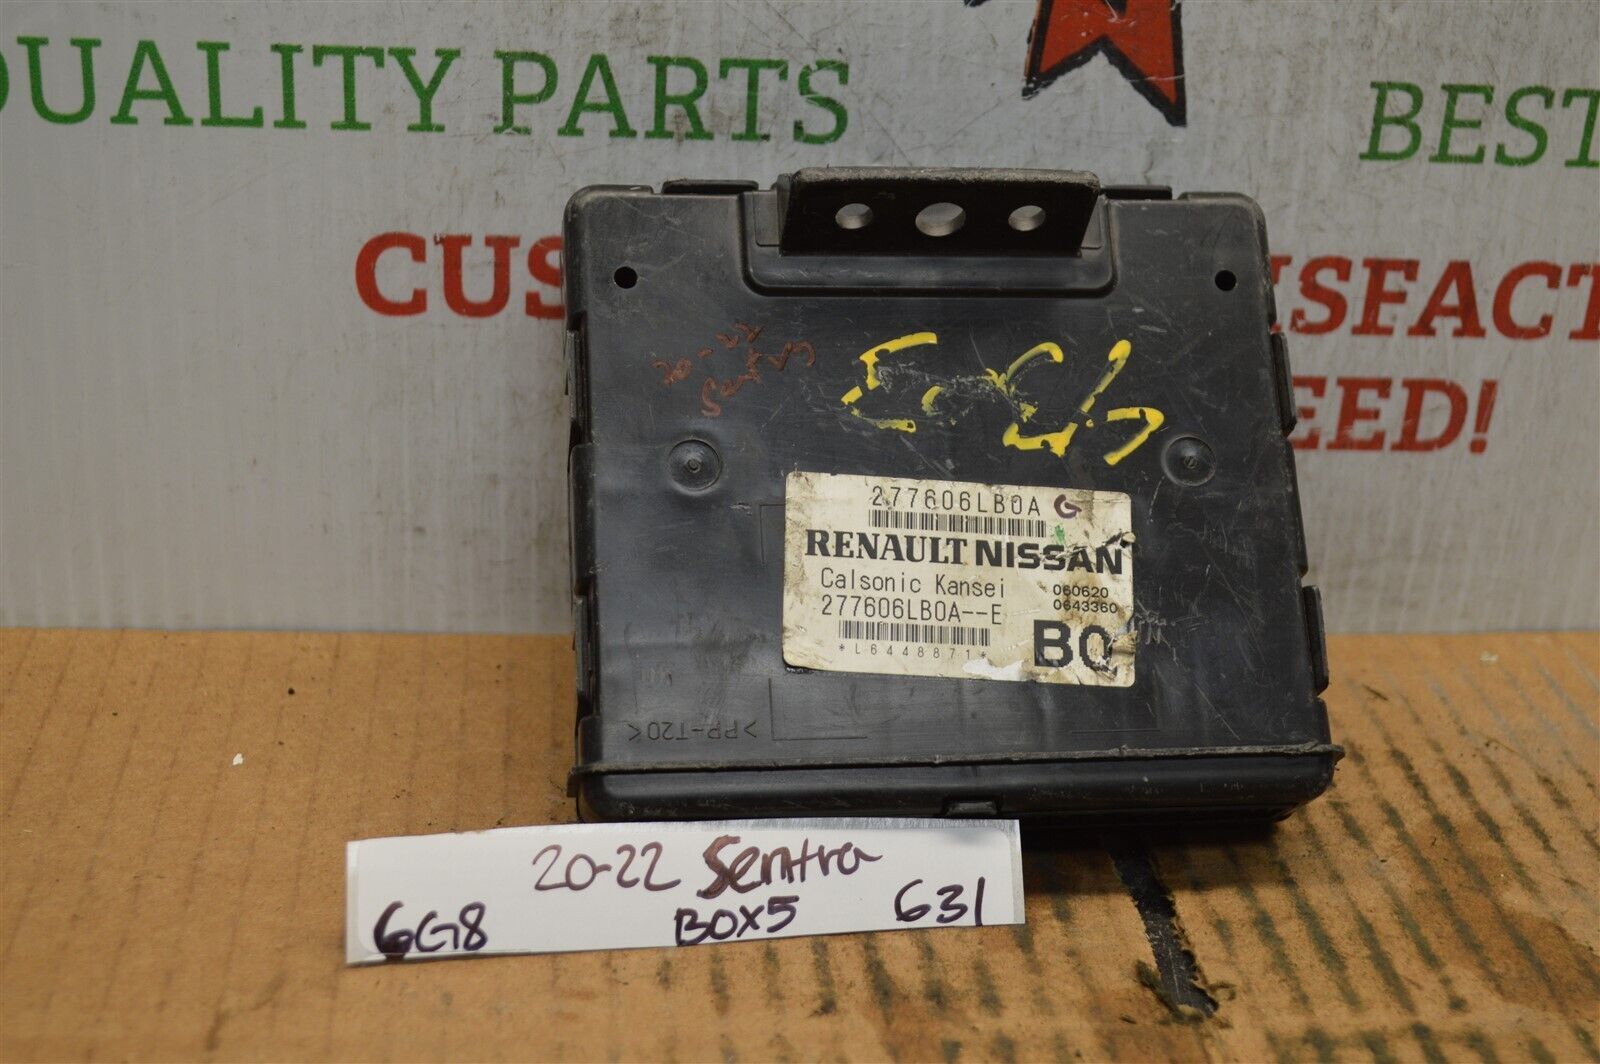 QUALITY PARTS
BEST
CUS
ISFACT
EED!
20-22
Sentra
277606LB0A G
RENAULT NISSAN
Calsonic Kansei
060620
277606LB0A--E
0643360
*L6448871*
B0
>PP-T20<
20-22 Sentra
6G8 BOX5 631